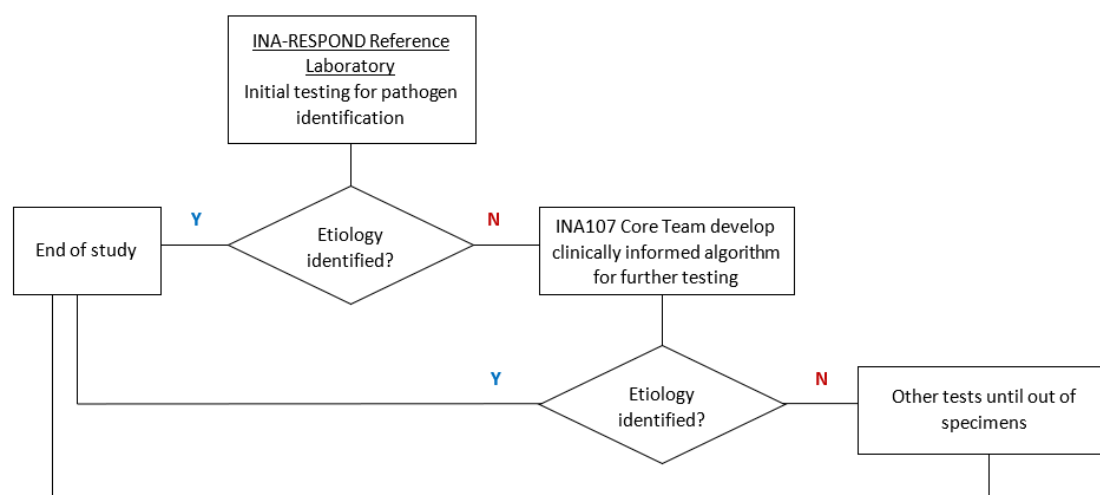 INA-RESPOND Reference
Laboratory
Initial testing for pathogen
identification
Y
N
Etiology
identified?
End of study
INA107 Core Team develop
clinically informed algorithm
for further testing
Y
N
Etiology
identified?
Other tests until out of
specimens